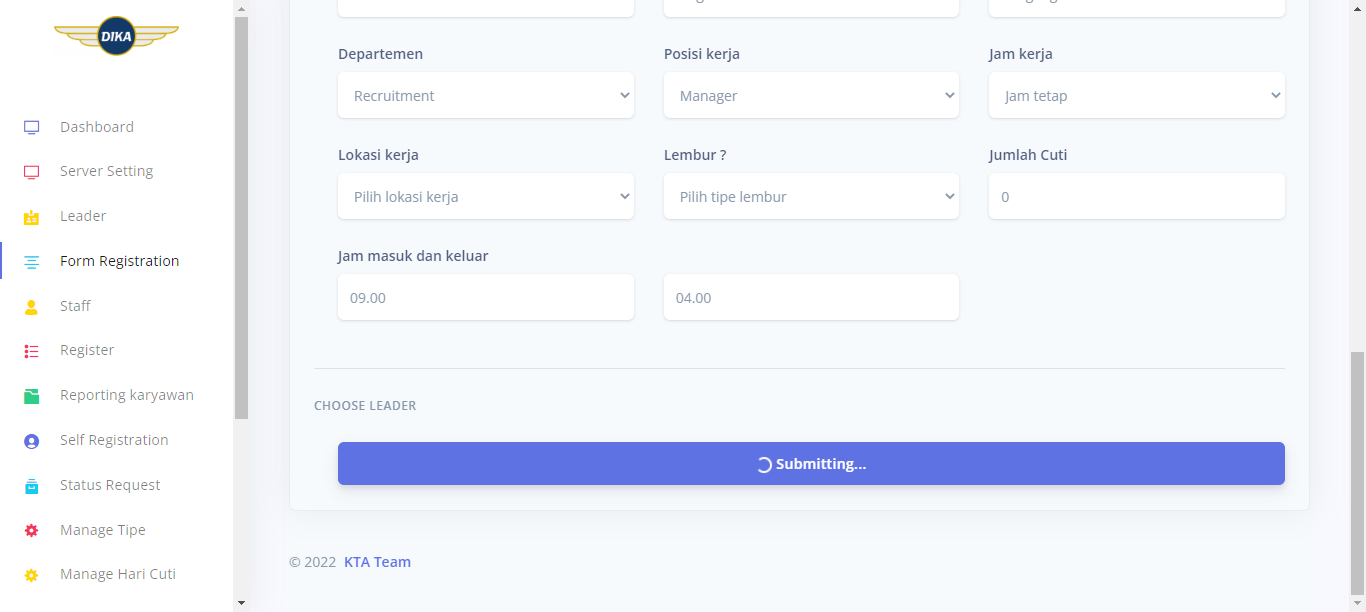 DIKA
Dashboard
Server Setting
Leader
Form Registration
Staff
Register
Reporting karyawan
Self Registration
Status Request
Manage Tipe
Manage Hari Cuti
Departemen Posisi kerja Jam kerja
Recruitment Manager Jam tetap
Lokasi kerja Lembur ? Jumlah Cuti
Pilih lokasi kerja Pilih tipe lembur 0
Jam masuk dan keluar
09.00 04.00
CHOOSE LEADER
Submitting...
© 2022 KTA Team